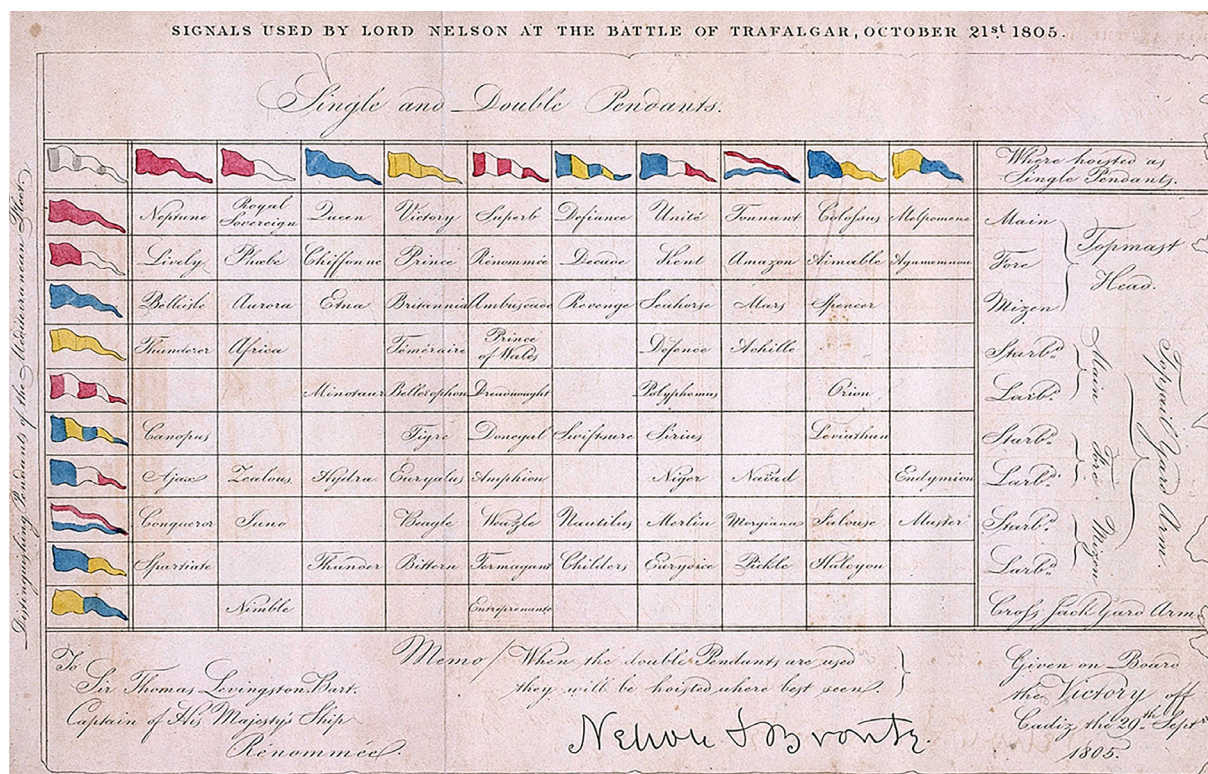 SIGNALS USED BY LORD NELSON AT THE BATTLE OF TRAFALGAR, OCTOBER 21st 1805.
Single and Double Pendants.
Distinguishing Pendants of the Mediterranean Fleet.
Where hoisted as
Single Pendants.
Neptune Royal Sovereign Queen Victory Superb Defiance Unité Tonnant Colossus Melpomene Main
Lively Phœbe Chiffonne Prince Rénommée Decade Kent Amazon Aimable Agamemnon Fore
Belleisle Aurora Etna Britannia Ambuscade Revenge Seahorse Mars Spencer Mizen
Topmast
Head.
Thunderer Africa Téméraire Prince of Wales Defence Achille Starbd
Minotaur Bellerophon Dreadnought Polyphemus Orion Larbd
Main
Canopus Tigre Donegal Swiftsure Sirius Leviathan Starbd
Ajax Zealous Hydra Euryalus Amphion Niger Naiad Endymion Larbd
Fore
Conqueror Juno Beagle Weazle Nautilus Merlin Morgiana Jalouse Starbd
Spartiate Thunder Bittern Termagant Childers Eurydice Pickle Halcyon Larbd
Mizen
Topsail Yard Arm.
Nimble Entreprenante Cross Jack Yard Arm
To
Sir Thomas Levingston Bart.
Captain of His Majesty's Ship
Rénommée.
Memo/ When the double Pendants are used
they will be hoisted where best seen.
Nelson & Bronte.
Given on Board
the Victory off
Cadiz the 29th Septr
1805.